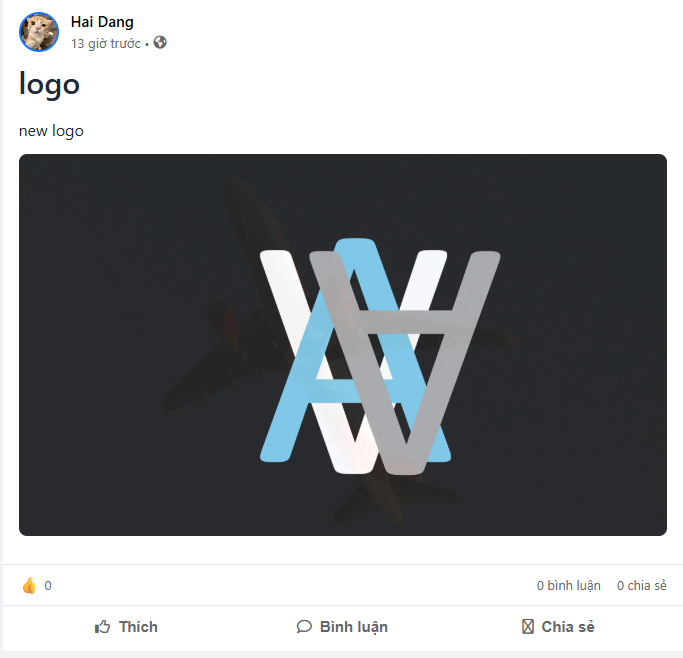 Hai Dang
13 giờ trước •
logo
new logo
AVA
0
0 bình luận 0 chia sẻ
Thích Bình luận Chia sẻ